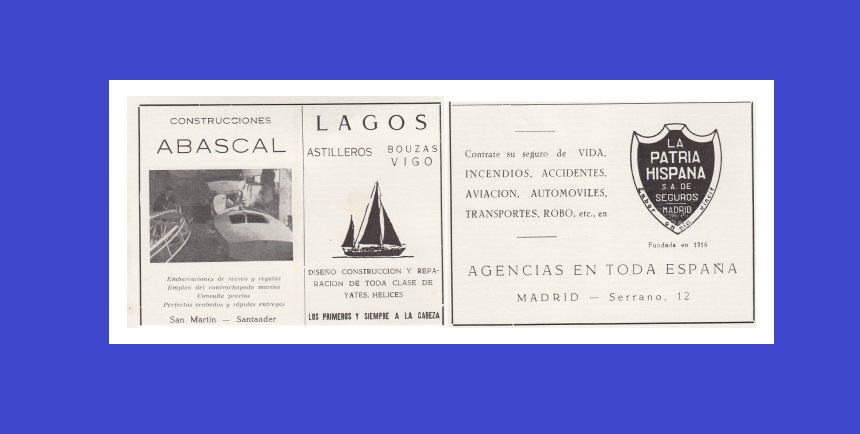 CONSTRUCCIONES
ABASCAL
Embarcaciones de recreo y regatas
Empleo del contrachapado marino
Consulte precios
Perfectos acabados y rápidas entregas
San Martín — Santander
LAGOS
ASTILLEROS
BOUZAS
VIGO
DISEÑO CONSTRUCCION Y REPA-
RACION DE TODA CLASE DE
YATES. HELICES
LOS PRIMEROS Y SIEMPRE A LA CABEZA
Contrate su seguro de VIDA,
INCENDIOS, ACCIDENTES,
AVIACION, AUTOMOVILES,
TRANSPORTES, ROBO, etc., en
LA
PATRIA
HISPANA
S.A. DE
SEGUROS
MADRID
Labor omnia vincit
Fundada en 1916
AGENCIAS EN TODA ESPAÑA
MADRID — Serrano, 12